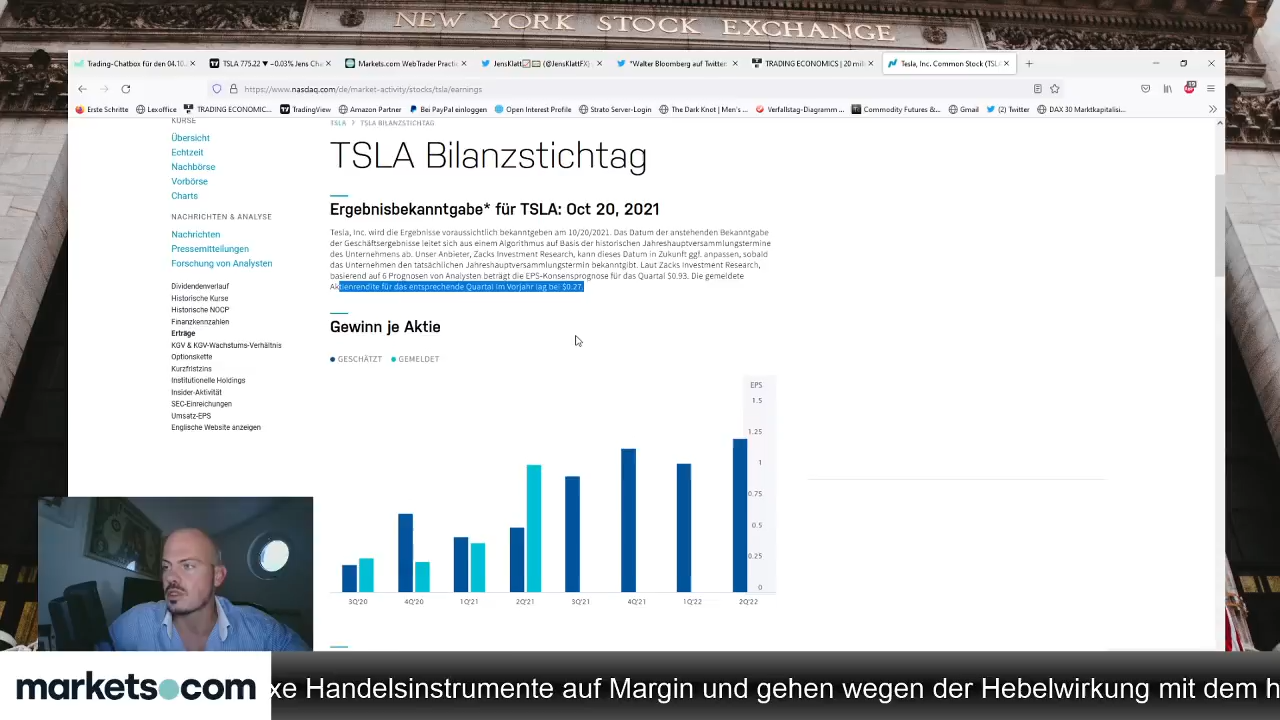 NEW YORK STOCK EXCHANGE
Trading-Chatbox für den 04.10.
TSLA 775.22 ▼ −0.03% Jens Cha
Markets.com WebTrader Practic
JensKlatt (@JensKlattFX)
*Walter Bloomberg on Twitter:
TRADING ECONOMICS | 20 mil
Tesla, Inc. Common Stock (TSL
https://www.nasdaq.com/de/market-activity/stocks/tsla/earnings
Erste Schritte
Lexoffice
TRADING ECONOMIC...
TradingView
Amazon Partner
Bei PayPal einloggen
Open Interest Profile
Strato Server-Login
The Dark Knot | Men's ...
Verfallstag-Diagramm ...
Commodity Futures &...
Gmail
(2) Twitter
DAX 30 Marktkapitalisi...
KURSE
Übersicht
Echtzeit
Nachbörse
Vorbörse
Charts
NACHRICHTEN & ANALYSE
Nachrichten
Pressemitteilungen
Forschung von Analysten
Dividendenverlauf
Historische Kurse
Historische NOCP
Finanzkennzahlen
Erträge
KGV & KGV-Wachstums-Verhältnis
Optionskette
Kurzfristzins
Institutionelle Holdings
Insider-Aktivität
SEC-Einreichungen
Umsatz-EPS
Englische Website anzeigen
TSLA > TSLA BILANZSTICHTAG
TSLA Bilanzstichtag
Ergebnisbekanntgabe* für TSLA: Oct 20, 2021
Tesla, Inc. wird die Ergebnisse voraussichtlich bekanntgeben am 10/20/2021. Das Datum der anstehenden Bekanntgabe
der Geschäftsergebnisse leitet sich aus einem Algorithmus auf Basis der historischen Jahreshauptversammlungstermine
des Unternehmens ab. Unser Anbieter, Zacks Investment Research, kann dieses Datum in Zukunft ggf. anpassen, sobald
das Unternehmen den tatsächlichen Jahreshauptversammlungstermin bekanntgibt. Laut Zacks Investment Research,
basierend auf 6 Prognosen von Analysten beträgt die EPS-Konsensprognose für das Quartal $0.93. Die gemeldete
Aktienrendite für das entsprechende Quartal im Vorjahr lag bei $0.27.
Gewinn je Aktie
GESCHÄTZT
GEMELDET
EPS
1.5
1.25
1
0.75
0.5
0.25
0
3Q'20
4Q'20
1Q'21
2Q'21
3Q'21
4Q'21
1Q'22
2Q'22
markets.com
xe Handelsinstrumente auf Margin und gehen wegen der Hebelwirkung mit dem h